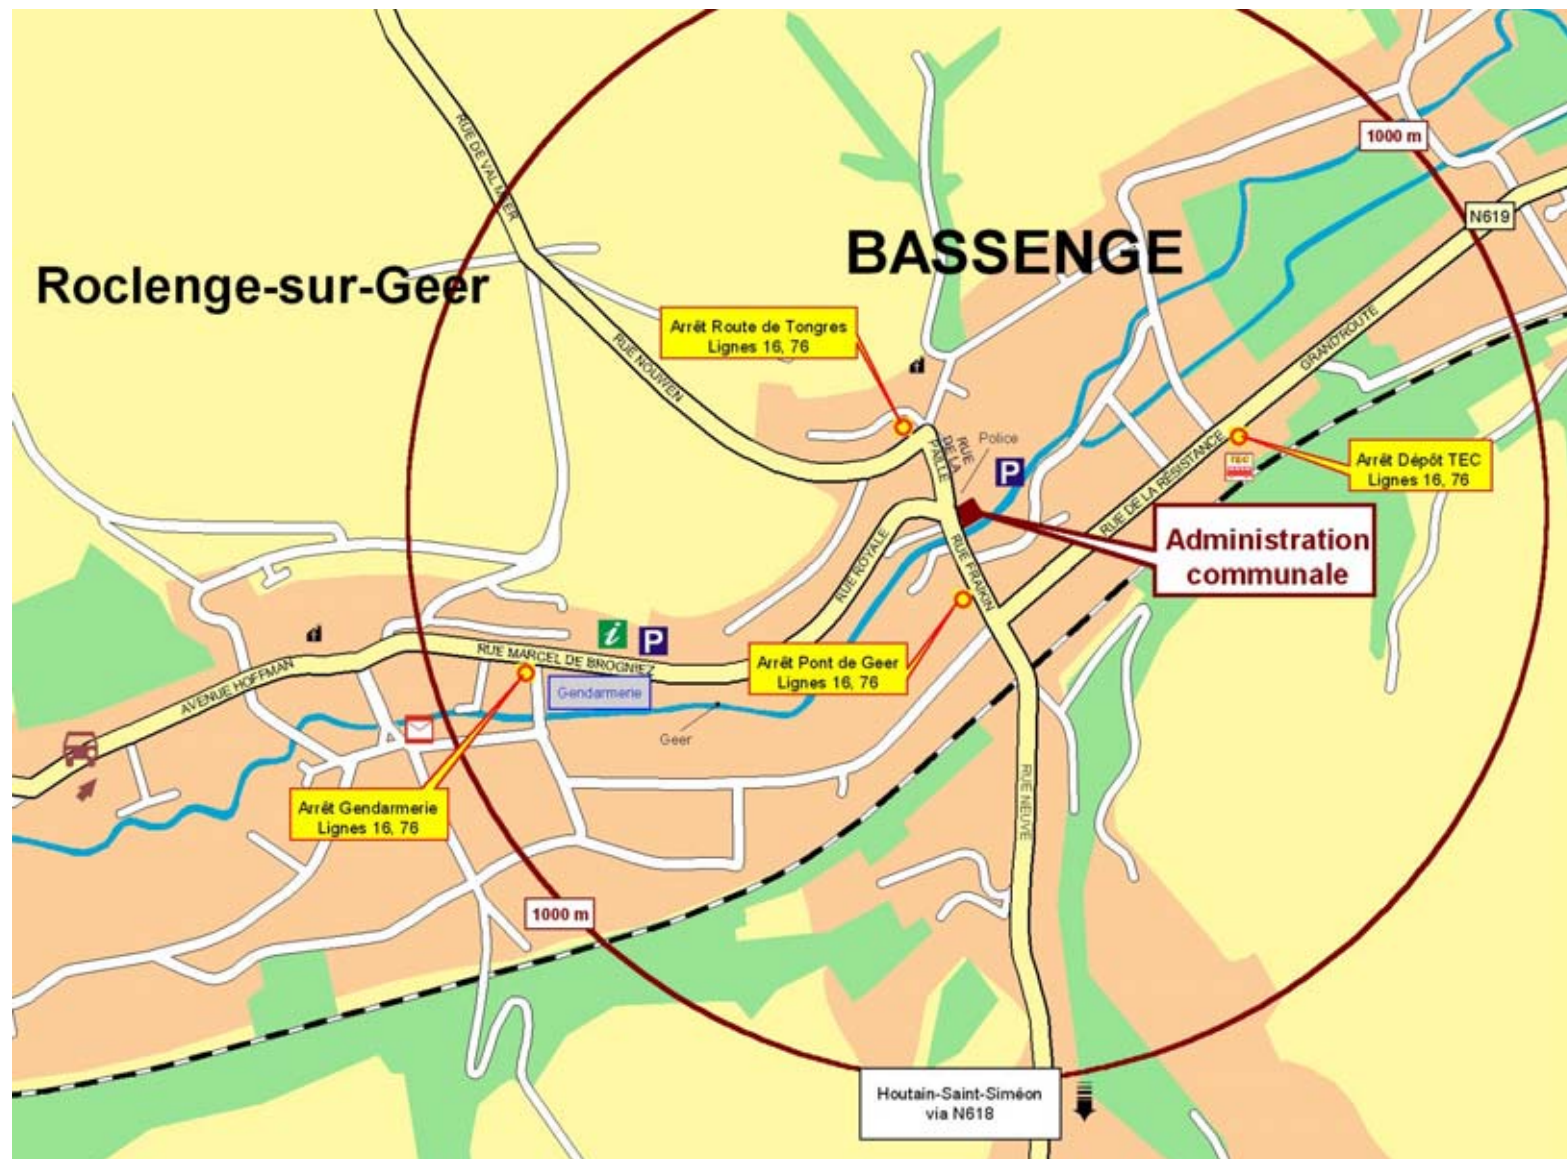 RUE DE VAL MEER
1000 m
N619
BASSENGE
Roclenge-sur-Geer
Arrêt Route de Tongres
Lignes 16, 76
RUE NOUWEN
GRAND'ROUTE
RUE
DE LA
PAILLE
Police
P
TEC
Arrêt Dépôt TEC
Lignes 16, 76
RUE DE LA RÉSISTANCE
Administration
communale
RUE ROYALE
RUE FRAIKIN
i
P
RUE MARCEL DE BROGNIEZ
Arrêt Pont de Geer
Lignes 16, 76
AVENUE HOFFMAN
Gendarmerie
Geer
Arrêt Gendarmerie
Lignes 16, 76
RUE NEUVE
1000 m
Houtain-Saint-Siméon
via N618